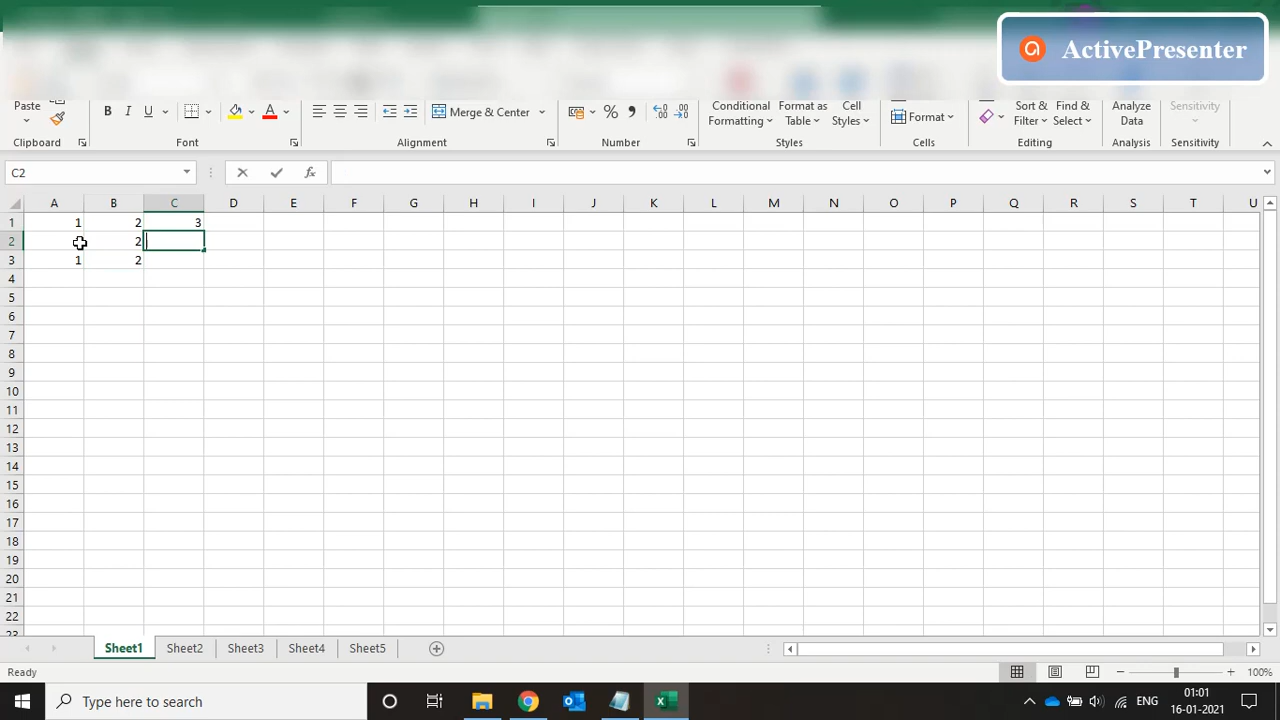 ActivePresenter
Paste
B I U A
Merge & Center
% ,
Conditional Formatting
Format as Table
Cell Styles
Format
Sort & Filter
Find & Select
Analyze Data
Sensitivity
Clipboard Font Alignment Number Styles Cells Editing Analysis Sensitivity
C2 fx
A B C D E F G H I J K L M N O P Q R S T U
1 1 2 3
2 2
3 1 2
4
5
6
7
8
9
10
11
12
13
14
15
16
17
18
19
20
21
22
23
Sheet1 Sheet2 Sheet3 Sheet4 Sheet5
Ready 100%
Type here to search
ENG
01:01
16-01-2021